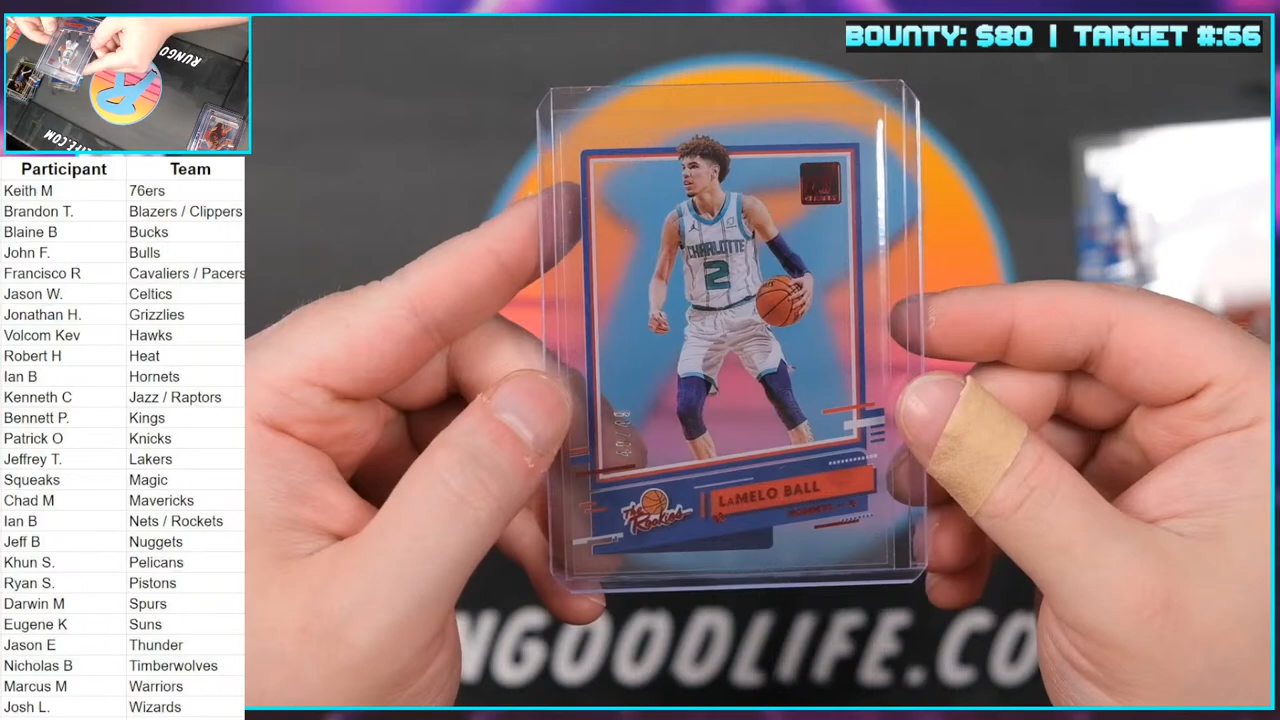 BOUNTY: $80 | TARGET #:66
RUNGOOD
LIFE.COM
Participant Team
Keith M 76ers
Brandon T. Blazers / Clippers
Blaine B Bucks
John F. Bulls
Francisco R Cavaliers / Pacers
Jason W. Celtics
Jonathan H. Grizzlies
Volcom Kev Hawks
Robert H Heat
Ian B Hornets
Kenneth C Jazz / Raptors
Bennett P. Kings
Patrick O Knicks
Jeffrey T. Lakers
Squeaks Magic
Chad M Mavericks
Ian B Nets / Rockets
Jeff B Nuggets
Khun S. Pelicans
Ryan S. Pistons
Darwin M Spurs
Eugene K Suns
Jason E Thunder
Nicholas B Timberwolves
Marcus M Warriors
Josh L. Wizards
CHARLOTTE
2
The Rookies
LAMELO BALL
NGOODLIFE.CO